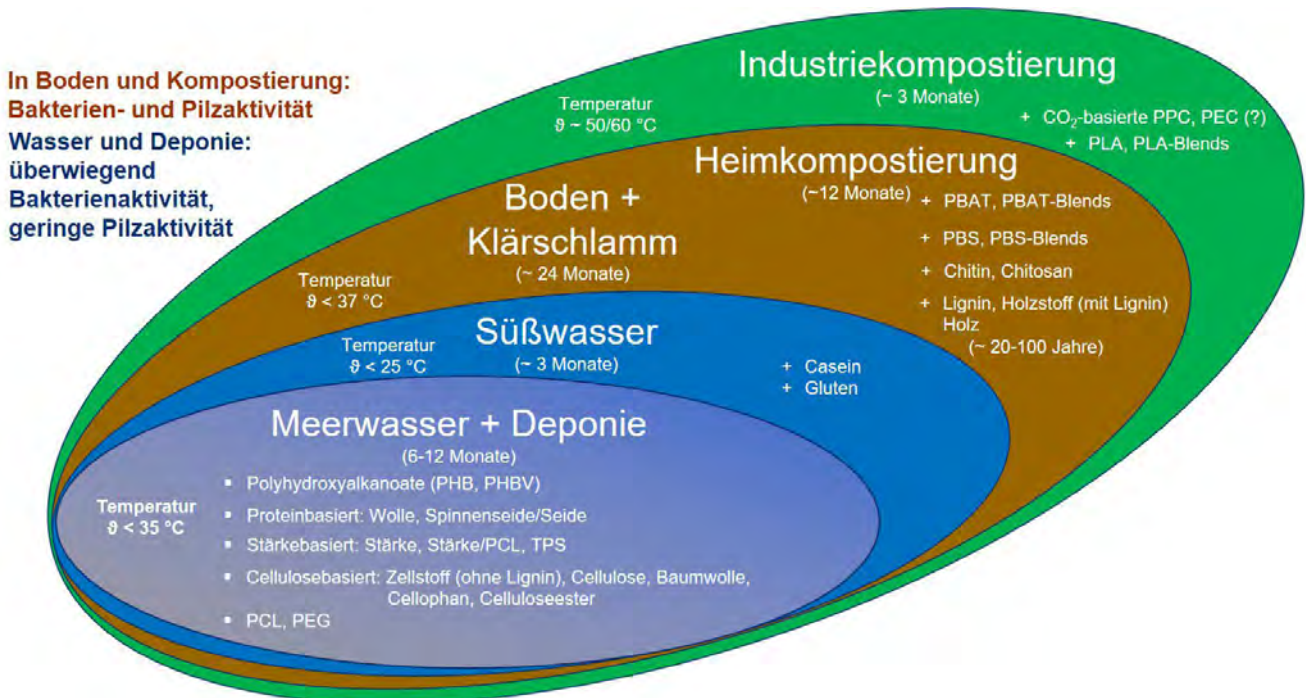 In Boden und Kompostierung:
Bakterien- und Pilzaktivität
Wasser und Deponie:
überwiegend
Bakterienaktivität,
geringe Pilzaktivität
Industriekompostierung
(~ 3 Monate)
Temperatur
ϑ ~ 50/60 °C
+ CO₂-basierte PPC, PEC (?)
+ PLA, PLA-Blends
Heimkompostierung
(~12 Monate)
+ PBAT, PBAT-Blends
+ PBS, PBS-Blends
+ Chitin, Chitosan
+ Lignin, Holzstoff (mit Lignin)
Holz
(~ 20-100 Jahre)
Boden +
Klärschlamm
(~ 24 Monate)
Temperatur
ϑ < 37 °C
Süßwasser
(~ 3 Monate)
Temperatur
ϑ < 25 °C
+ Casein
+ Gluten
Meerwasser + Deponie
(6-12 Monate)
Temperatur
ϑ < 35 °C
▪ Polyhydroxyalkanoate (PHB, PHBV)
▪ Proteinbasiert: Wolle, Spinnenseide/Seide
▪ Stärkebasiert: Stärke, Stärke/PCL, TPS
▪ Cellulosebasiert: Zellstoff (ohne Lignin), Cellulose, Baumwolle,
Cellophan, Celluloseester
▪ PCL, PEG